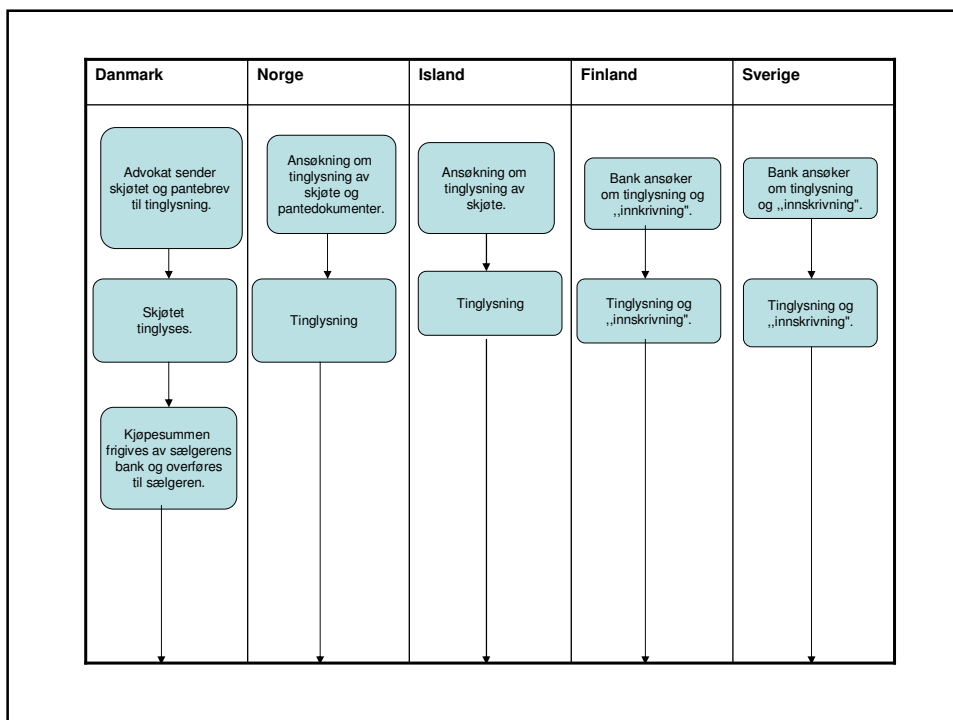 Danmark
Norge
Island
Finland
Sverige
Advokat sender
skjøtet og pantebrev
til tinglysning.
Ansøkning om
tinglysning av
skjøte og
pantedokumenter.
Ansøkning om
tinglysning av
skjøte.
Bank ansøker
om tinglysning og
,,innkrivning".
Bank ansøker
om tinglysning
og ,,innskrivning".
Skjøtet
tinglyses.
Tinglysning
Tinglysning
Tinglysning og
,,innskrivning".
Tinglysning og
,,innskrivning".
Kjøpesummen
frigives av sælgerens
bank og overføres
til sælgeren.